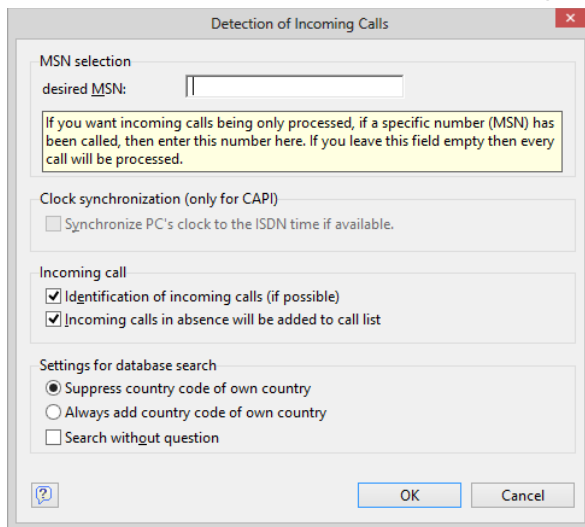 Detection of Incoming Calls
MSN selection
desired MSN:
If you want incoming calls being only processed, if a specific number (MSN) has
been called, then enter this number here. If you leave this field empty then every
call will be processed.
Clock synchronization (only for CAPI)
Synchronize PC's clock to the ISDN time if available.
Incoming call
Identification of incoming calls (if possible)
Incoming calls in absence will be added to call list
Settings for database search
Suppress country code of own country
Always add country code of own country
Search without question
OK
Cancel